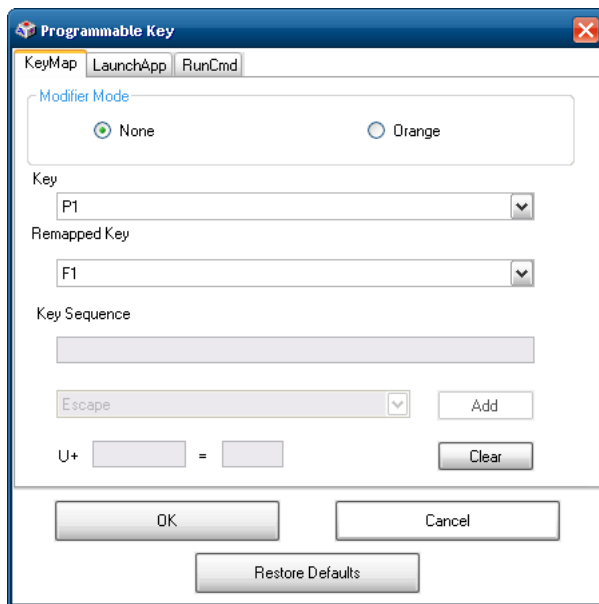 Programmable Key
KeyMap LaunchApp RunCmd
Modifier Mode
None Orange
Key
P1
Remapped Key
F1
Key Sequence
Escape Add
U+ = Clear
OK Cancel
Restore Defaults